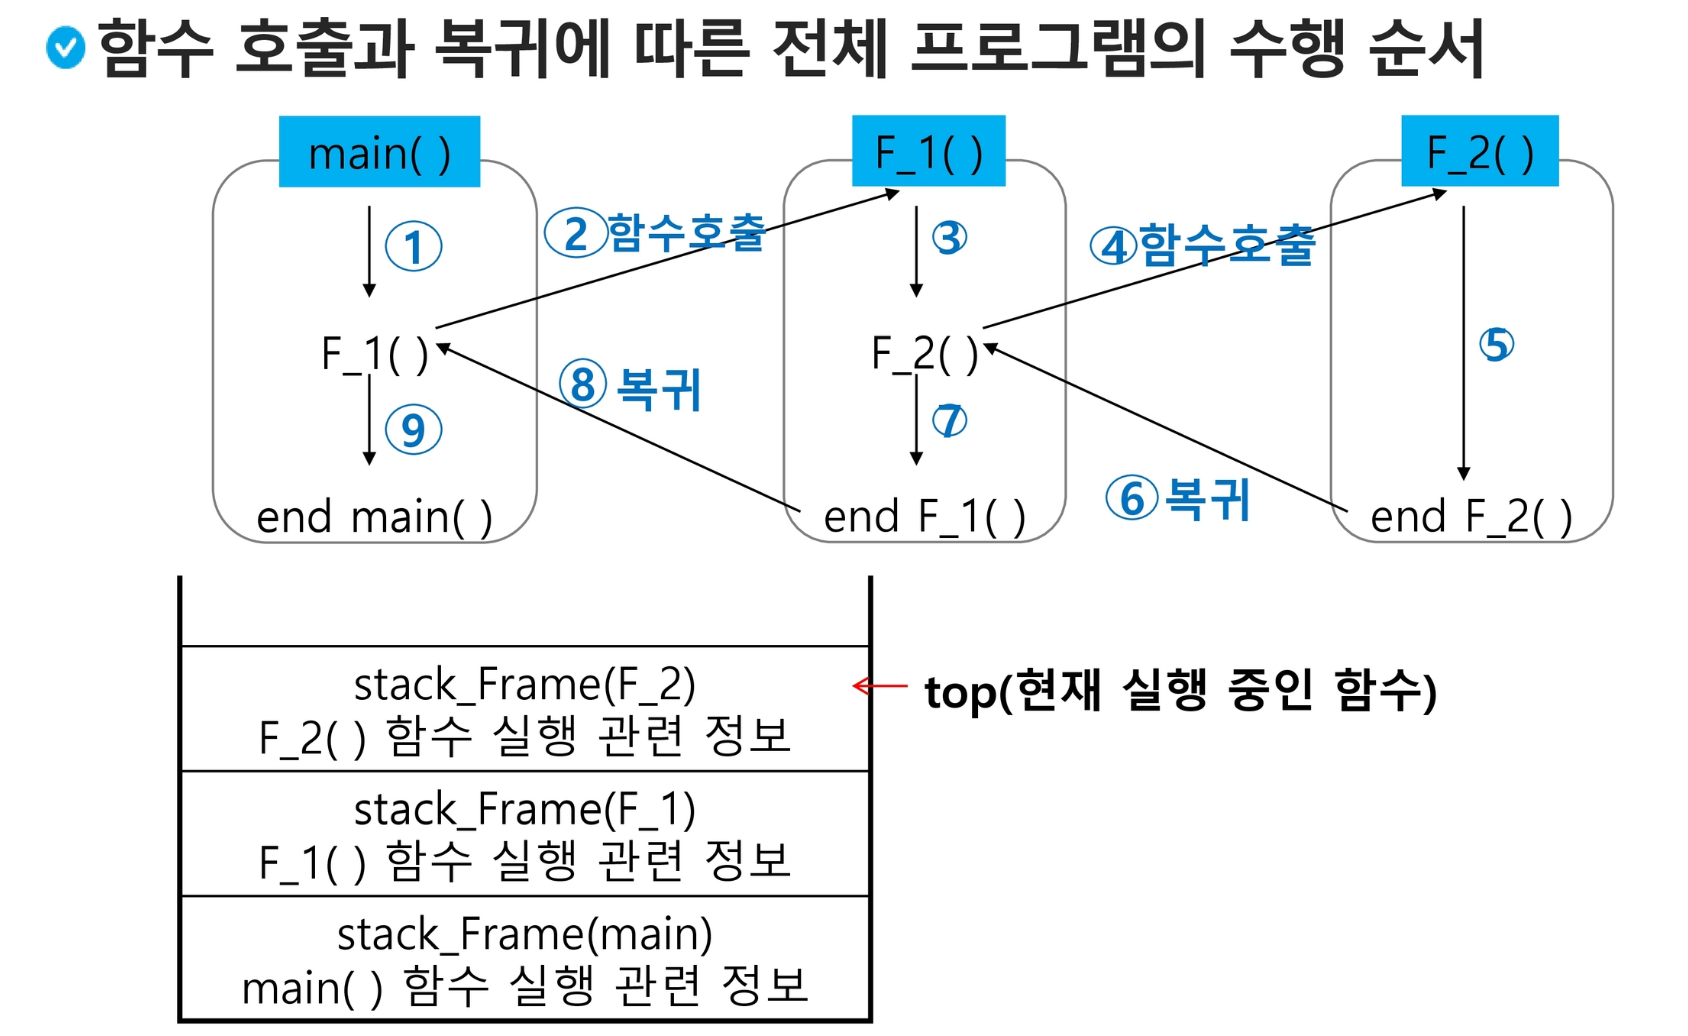 함수 호출과 복귀에 따른 전체 프로그램의 수행 순서
main( )
F_1( )
F_2( )
①
② 함수호출
③
④ 함수호출
F_1( )
F_2( )
⑤
⑧ 복귀
⑨
⑦
⑥ 복귀
end main( )
end F_1( )
end F_2( )
stack_Frame(F_2)
F_2( ) 함수 실행 관련 정보
top(현재 실행 중인 함수)
stack_Frame(F_1)
F_1( ) 함수 실행 관련 정보
stack_Frame(main)
main( ) 함수 실행 관련 정보